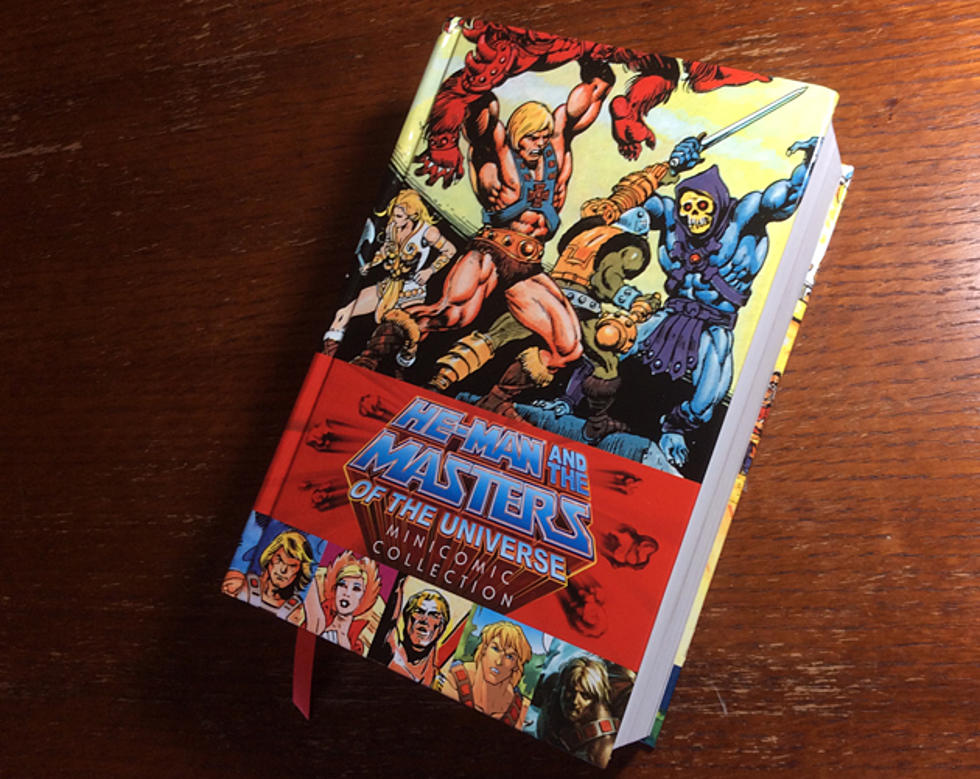 HE-MAN AND THE
MASTERS
OF THE UNIVERSE
MINICOMIC
COLLECTION